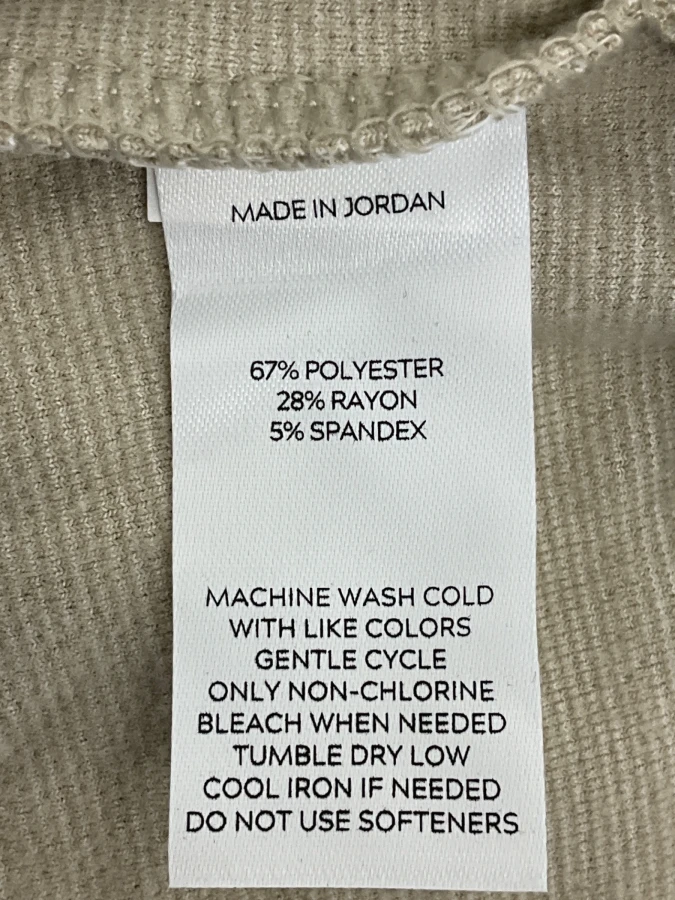 MADE IN JORDAN
67% POLYESTER
28% RAYON
5% SPANDEX
MACHINE WASH COLD
WITH LIKE COLORS
GENTLE CYCLE
ONLY NON-CHLORINE
BLEACH WHEN NEEDED
TUMBLE DRY LOW
COOL IRON IF NEEDED
DO NOT USE SOFTENERS